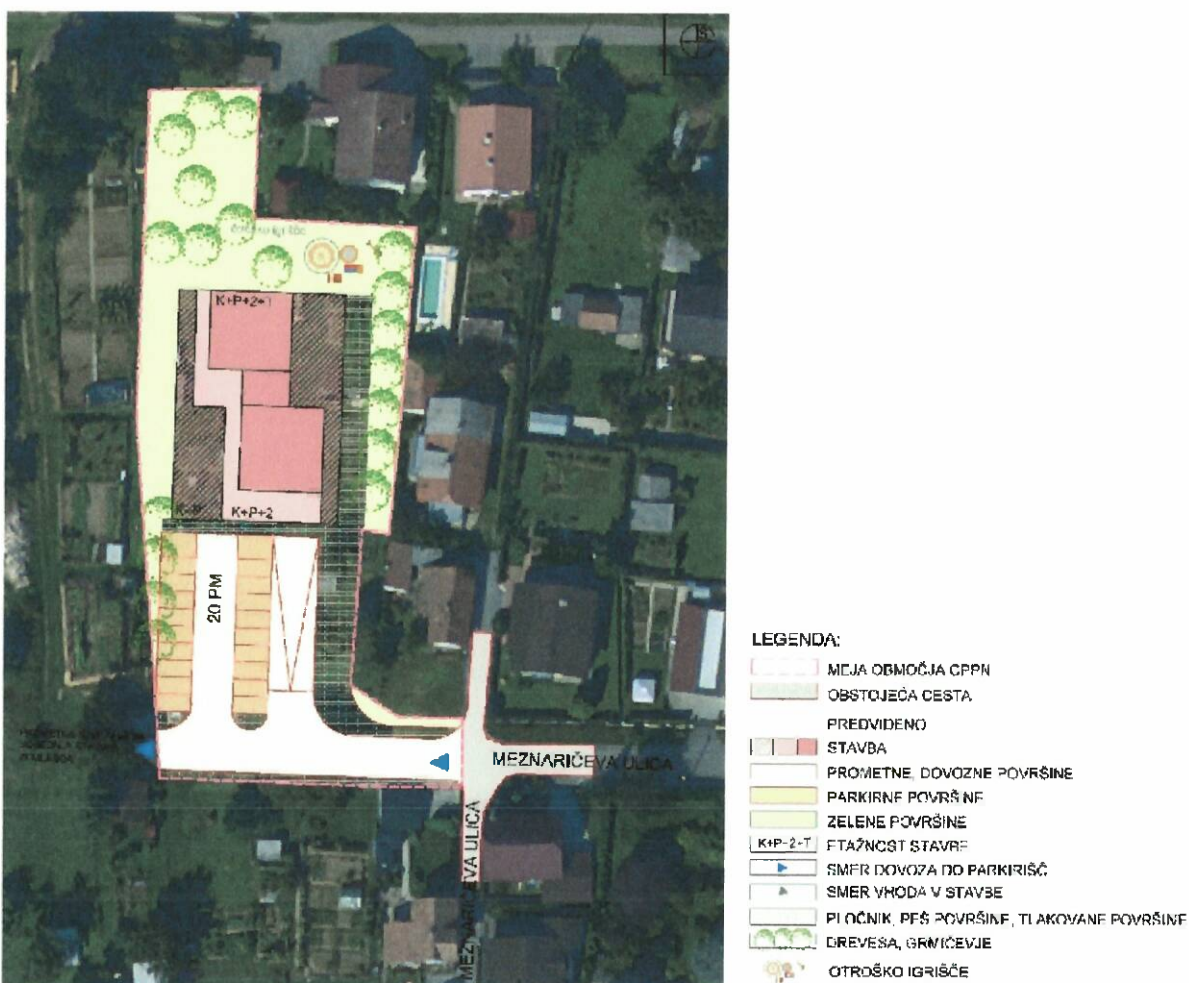 K+P+2+T
K+P+2
20 PM
MEZNARIČEVA ULICA
MEZNARIČEVA ULICA
LEGENDA:
MEJA OBMOČJA OPPN
OBSTOJEČA CESTA
PREDVIDENO
STAVBA
PROMETNE, DOVOZNE POVRŠINE
PARKIRNE POVRŠINE
ZELENE POVRŠINE
K+P+2+T ETAŽNOST STAVBE
SMER DOVOZA DO PARKIRIŠČ
SMER VHODA V STAVBE
PLOČNIK, PEŠ POVRŠINE, TLAKOVANE POVRŠINE
DREVESA, GRMIČEVJE
OTROŠKO IGRIŠČE